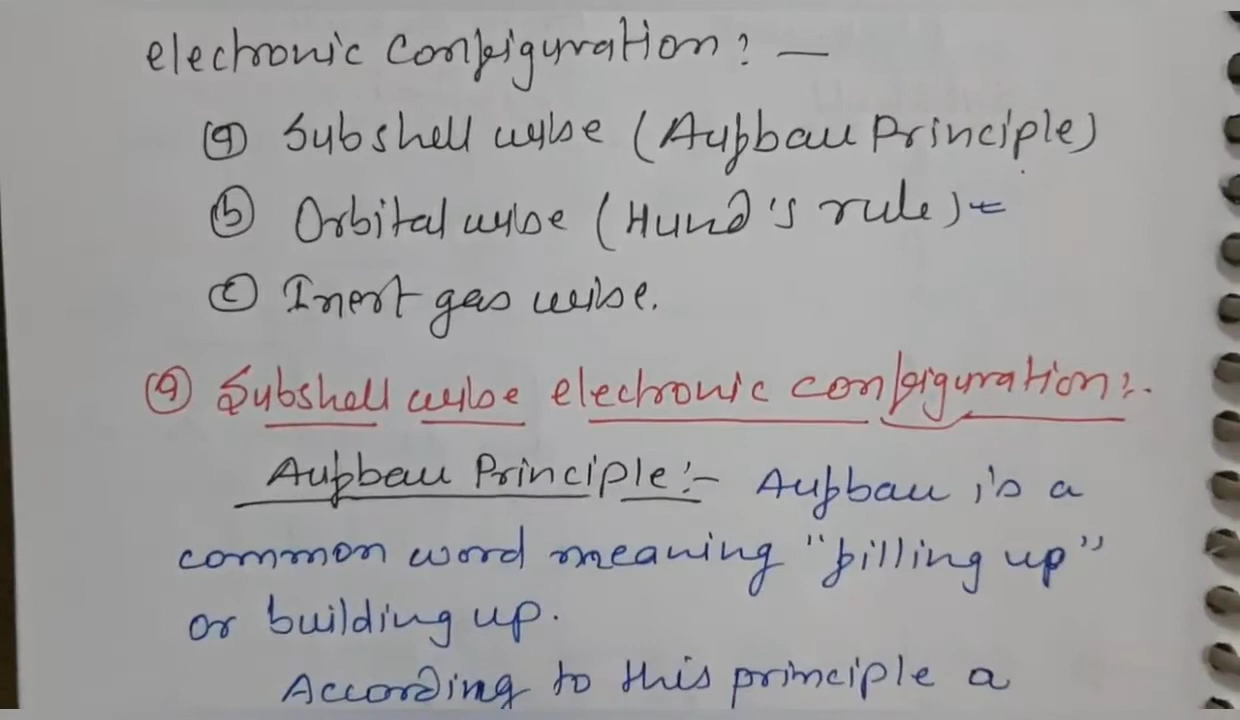 electronic configuration: —
(a) Subshell wise (Aufbau Principle)
(b) Orbital wise (Hund's rule) ←
(c) Inert gas wise.
(a) Subshell wise electronic configuration:.
Aufbau Principle:- Aufbau is a
common word meaning "filling up"
or building up.
According to this principle a